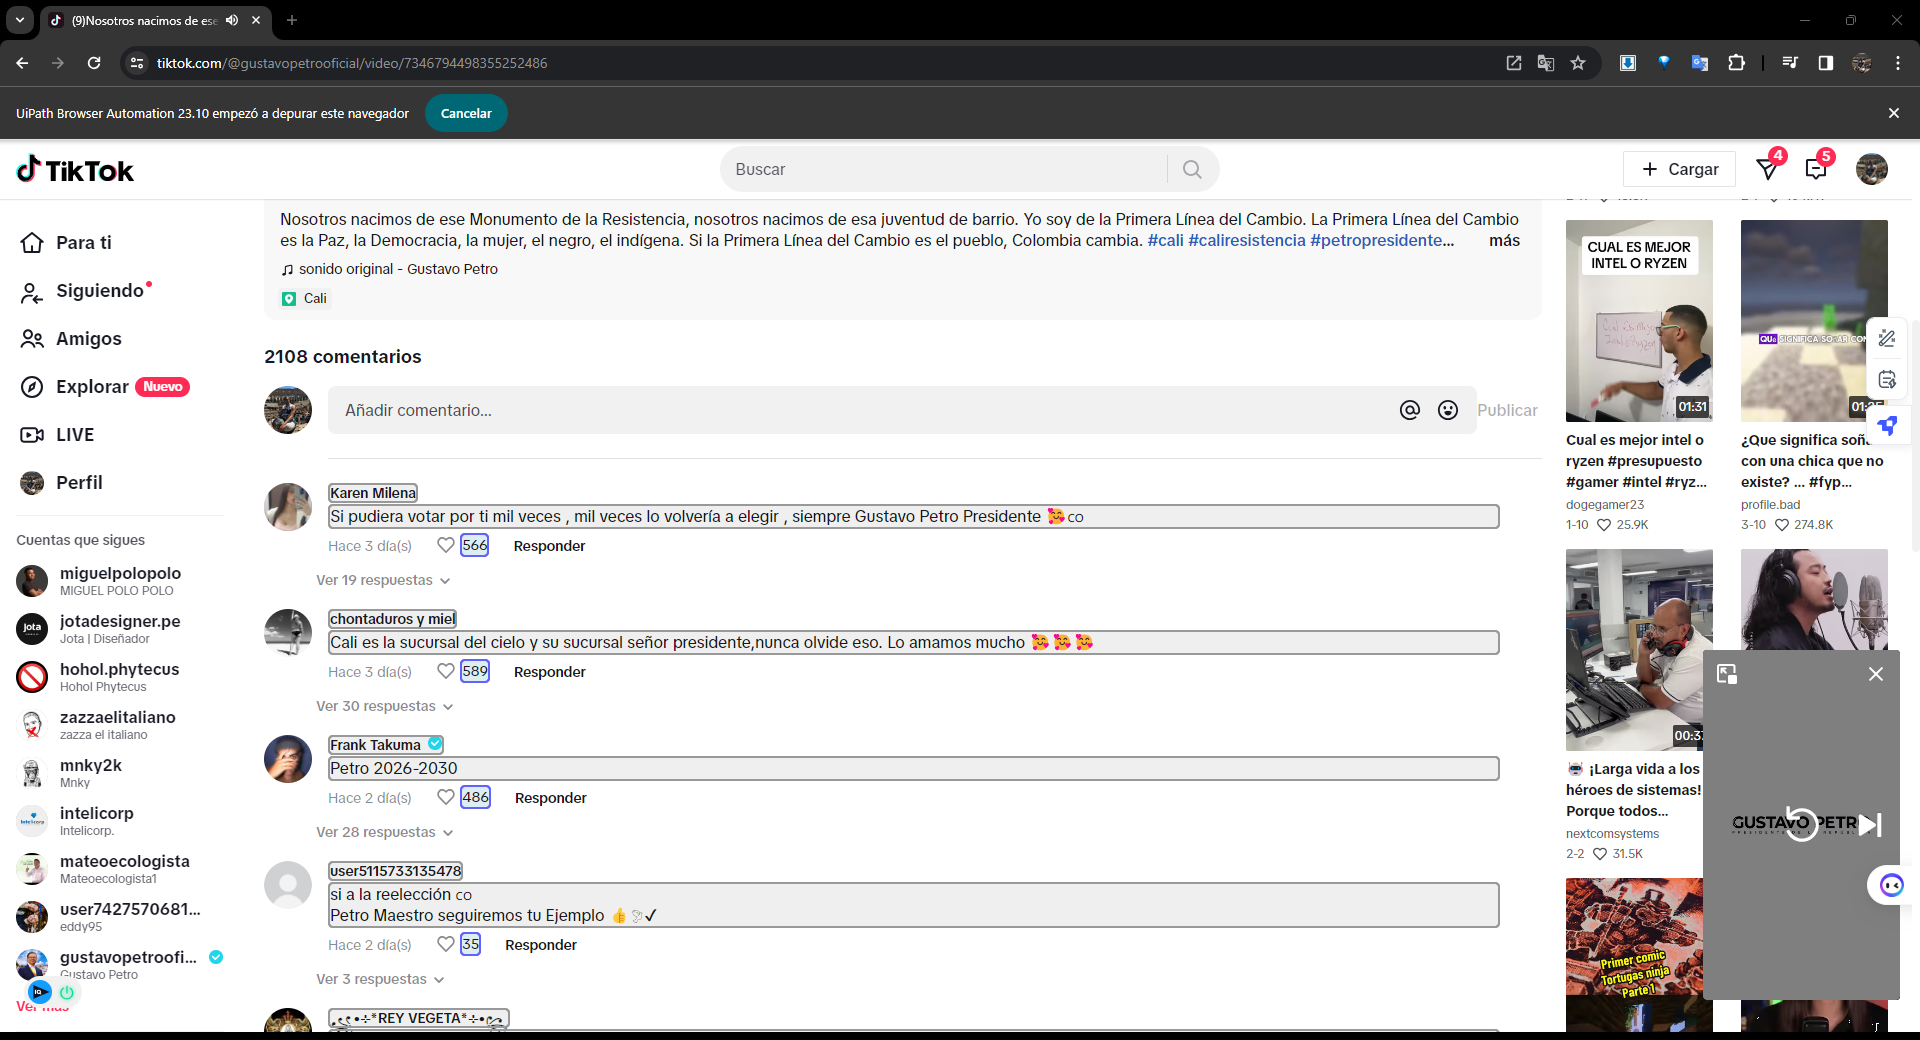 (9)Nosotros nacimos de ese
tiktok.com/@gustavopetrooficial/video/7346794498355252486
UiPath Browser Automation 23.10 empezó a depurar este navegador
Cancelar
TikTok
Buscar
Cargar
4
5
Para ti
Siguiendo
Amigos
Explorar
Nuevo
LIVE
Perfil
Cuentas que sigues
miguelpolopolo
MIGUEL POLO POLO
jotadesigner.pe
Jota | Diseñador
hohol.phytecus
Hohol Phytecus
zazzaelitaliano
zazza el italiano
mnky2k
Mnky
intelicorp
Intelicorp.
mateoecologista
Mateoecologista1
user7427570681...
eddy95
gustavopetroofi...
Gustavo Petro
Ver más
Nosotros nacimos de ese Monumento de la Resistencia, nosotros nacimos de esa juventud de barrio. Yo soy de la Primera Línea del Cambio. La Primera Línea del Cambio
es la Paz, la Democracia, la mujer, el negro, el indígena. Si la Primera Línea del Cambio es el pueblo, Colombia cambia. #cali #caliresistencia #petropresidente... más
sonido original - Gustavo Petro
Cali
2108 comentarios
Añadir comentario...
Publicar
Karen Milena
Si pudiera votar por ti mil veces , mil veces lo volvería a elegir , siempre Gustavo Petro Presidente 🥰🇨🇴
Hace 3 día(s) 566 Responder
Ver 19 respuestas
chontaduros y miel
Cali es la sucursal del cielo y su sucursal señor presidente,nunca olvide eso. Lo amamos mucho 🥰🥰🥰
Hace 3 día(s) 589 Responder
Ver 30 respuestas
Frank Takuma
Petro 2026-2030
Hace 2 día(s) 486 Responder
Ver 28 respuestas
user5115733135478
si a la reelección 🇨🇴
Petro Maestro seguiremos tu Ejemplo 👍🕊✔
Hace 2 día(s) 35 Responder
Ver 3 respuestas
•÷*REY VEGETA*÷•
CUAL ES MEJOR
INTEL O RYZEN
01:31
Cual es mejor intel o
ryzen #presupuesto
#gamer #intel #ryz...
dogegamer23
1-10 25.9K
QUé SIGNIFICA SOÑAR CON
¿Que significa soña
con una chica que no
existe? ... #fyp...
profile.bad
3-10 274.8K
00:3
🤖 ¡Larga vida a los
héroes de sistemas!
Porque todos...
nextcomsystems
2-2 31.5K
GUSTAVO PETRO
PRESIDENTE DE LA REPÚBLICA
Primer comic
Tortugas ninja
Parte 1
jota